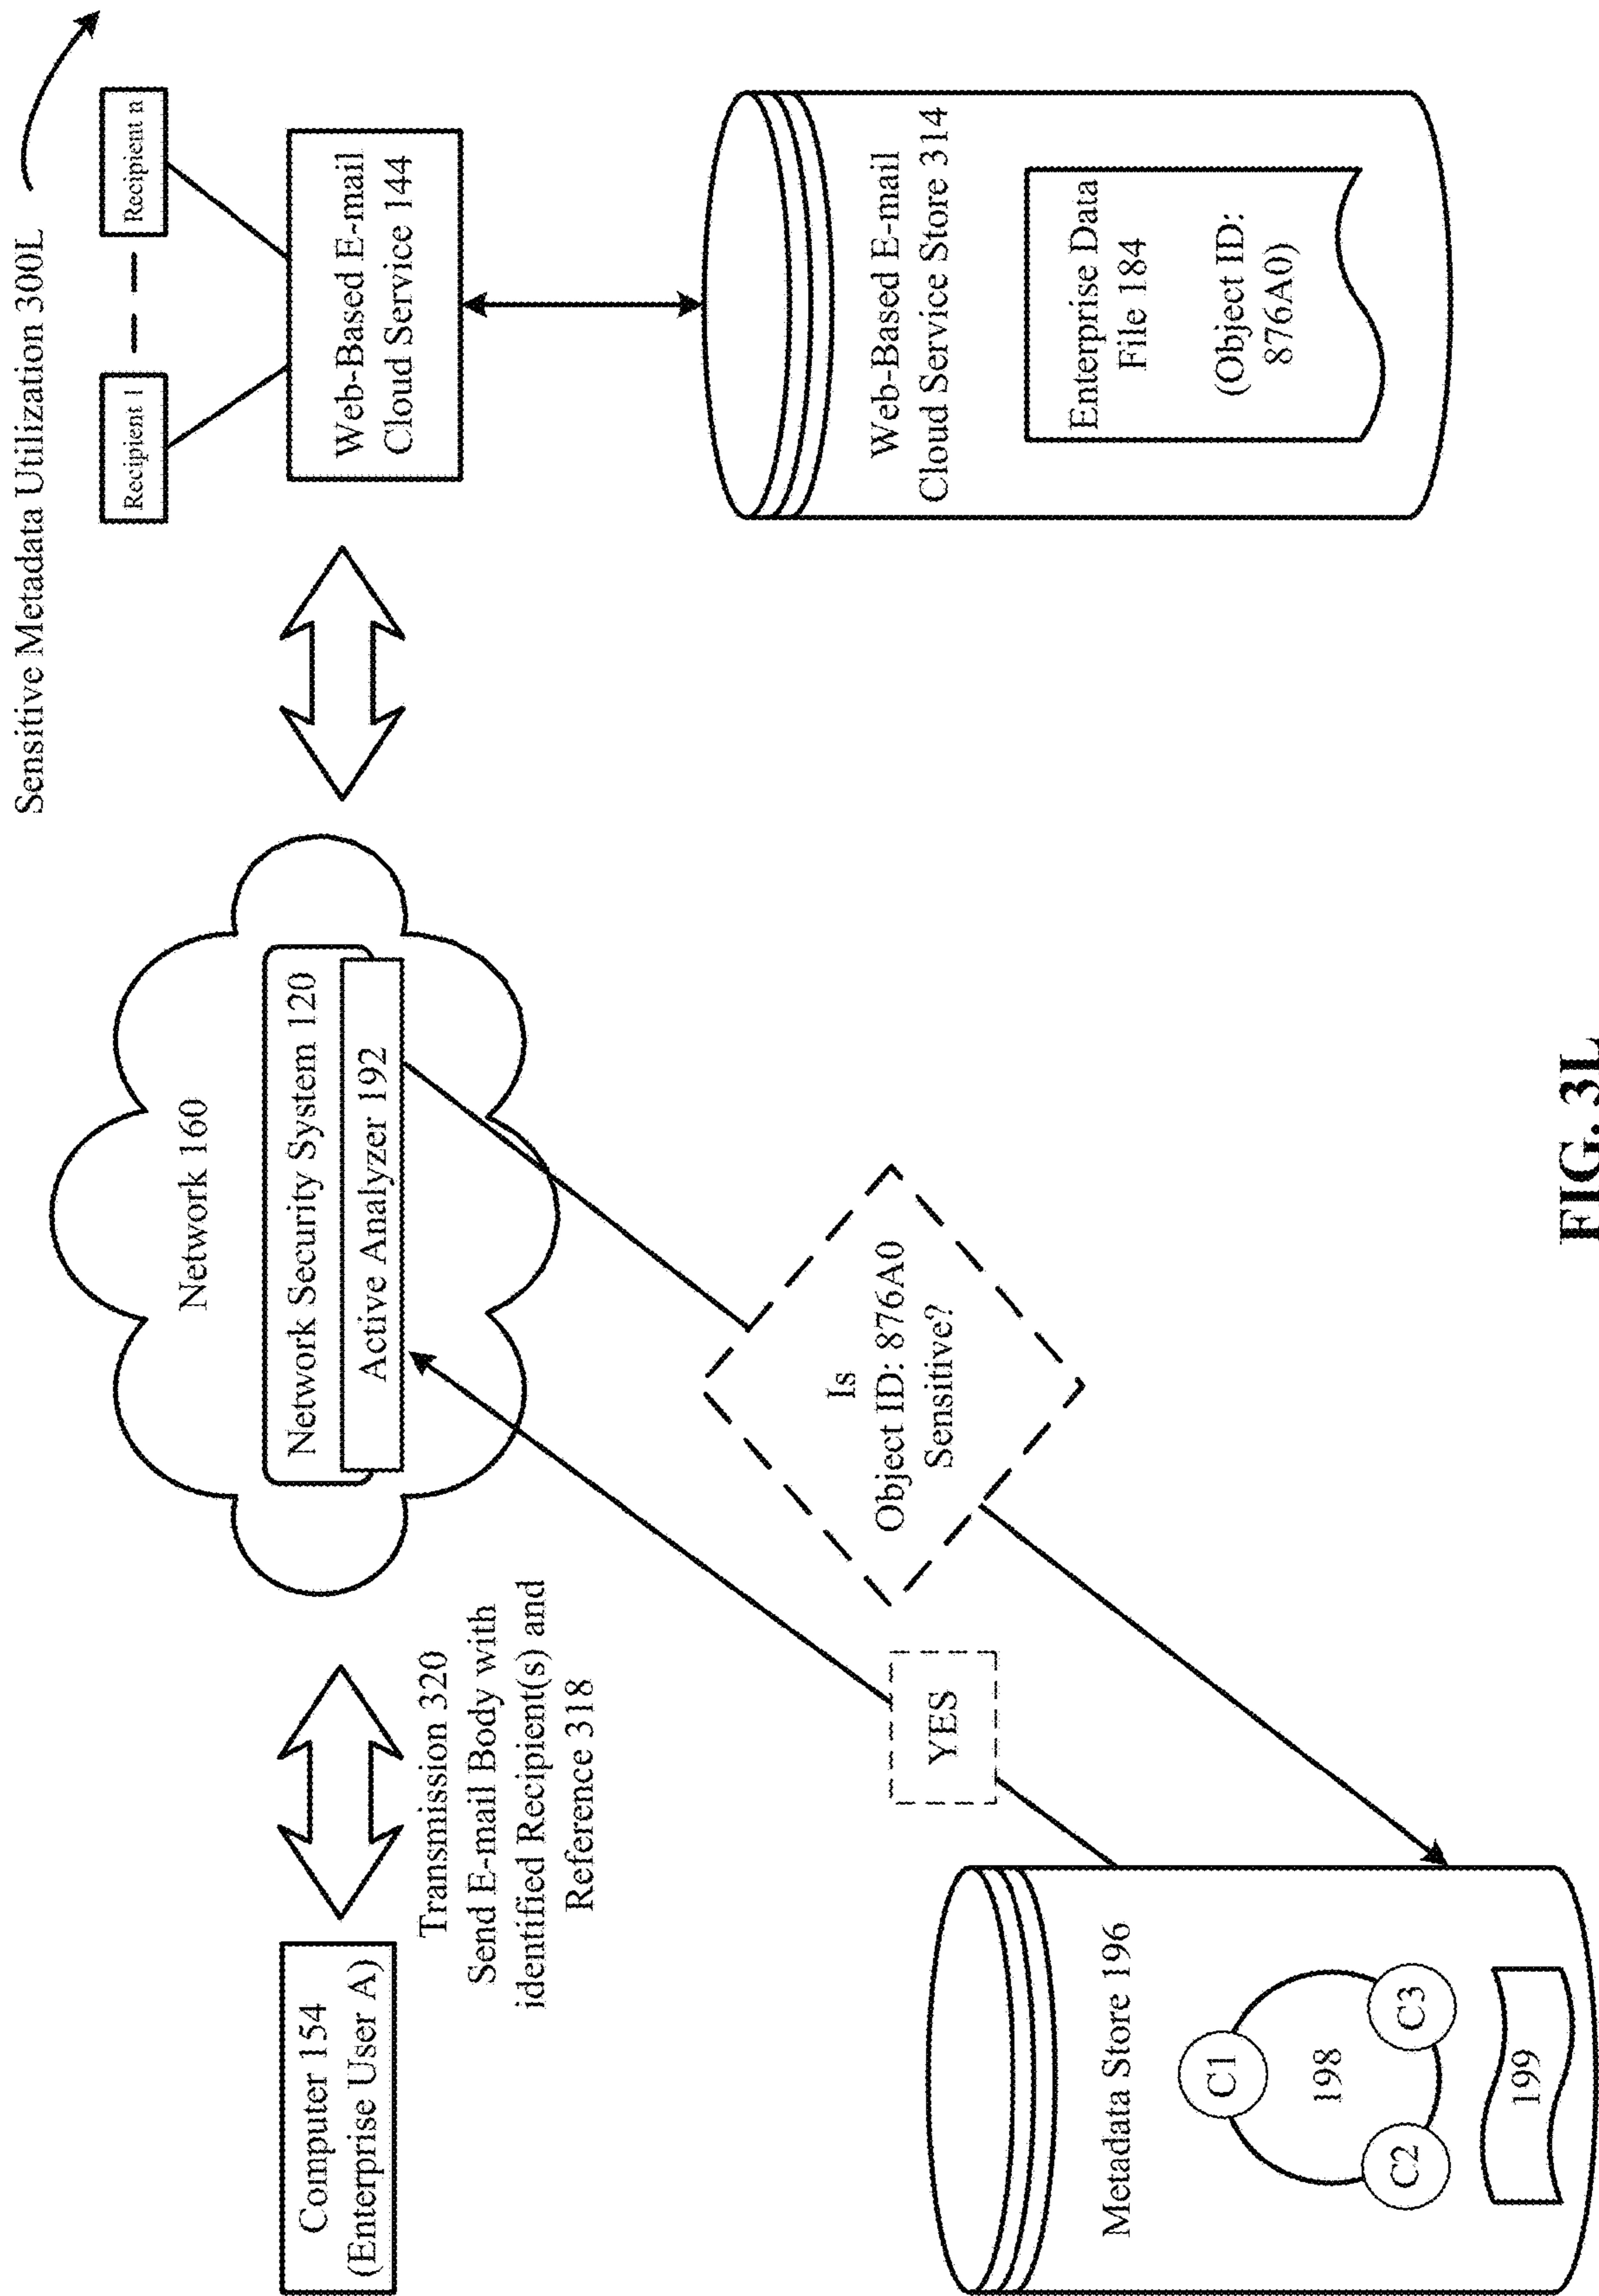 Sensitive Metadata Utilization 300L
Computer 154
(Enterprise User A)
Transmission 320
Send E-mail Body with
identified Recipient(s) and
Reference 318
Network 160
Network Security System 120
Active Analyzer 192
Recipient 1
Recipient n
Web-Based E-mail
Cloud Service 144
Web-Based E-mail
Cloud Service Store 314
Enterprise Data
File 184
(Object ID:
876A0)
Is
Object ID: 876A0
Sensitive?
YES
Metadata Store 196
C1
198
C2
C3
199
FIG. 3L